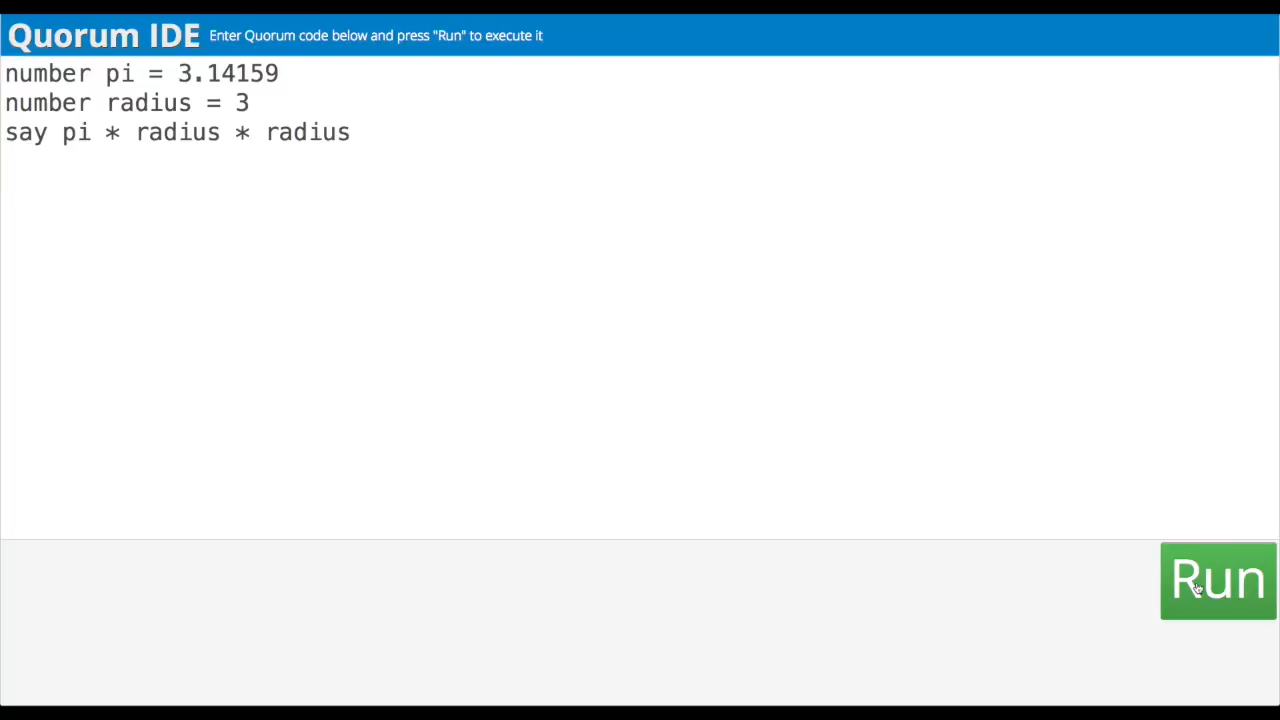 Quorum IDE Enter Quorum code below and press "Run" to execute it
number pi = 3.14159
number radius = 3
say pi * radius * radius
Run